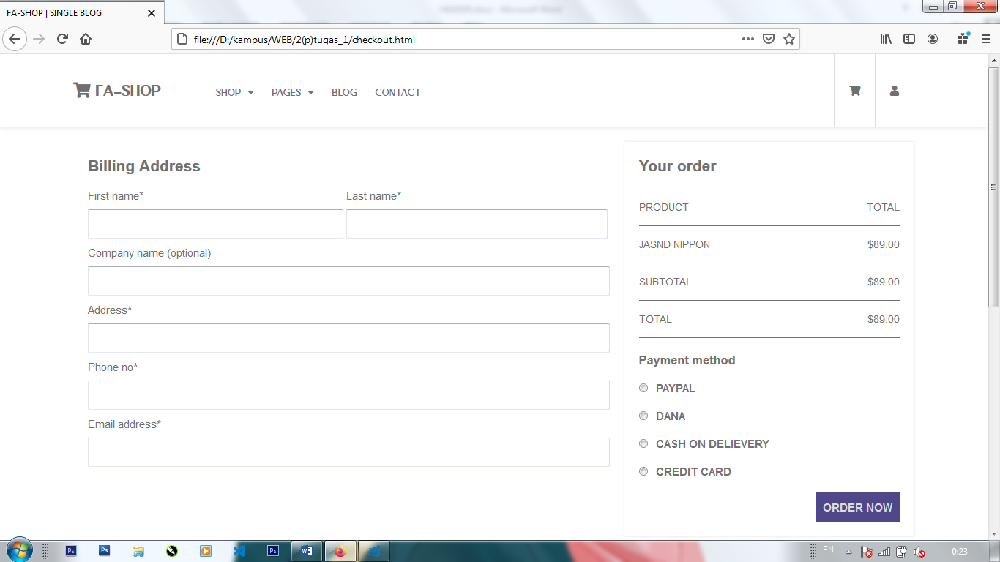 FA-SHOP | SINGLE BLOG
file:///D:/kampus/WEB/2(p)tugas_1/checkout.html
FA-SHOP
SHOP
PAGES
BLOG
CONTACT
Billing Address
First name*
Last name*
Company name (optional)
Address*
Phone no*
Email address*
Your order
PRODUCT TOTAL
JASND NIPPON $89.00
SUBTOTAL $89.00
TOTAL $89.00
Payment method
PAYPAL
DANA
CASH ON DELIEVERY
CREDIT CARD
ORDER NOW
Ps
Ps
Ps
W
EN
0:23